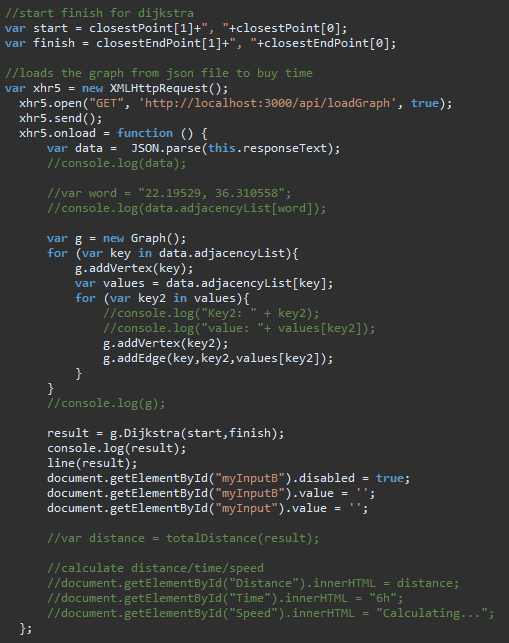 //start finish for dijkstra
var start = closestPoint[1]+", "+closestPoint[0];
var finish = closestEndPoint[1]+", "+closestEndPoint[0];

//loads the graph from json file to buy time
var xhr5 = new XMLHttpRequest();
  xhr5.open("GET", 'http://localhost:3000/api/loadGraph', true);
  xhr5.send();
  xhr5.onload = function () {
      var data =  JSON.parse(this.responseText);
      //console.log(data);

      //var word = "22.19529, 36.310558";
      //console.log(data.adjacencyList[word]);

      var g = new Graph();
      for (var key in data.adjacencyList){
          g.addVertex(key);
          var values = data.adjacencyList[key];
          for (var key2 in values){
              //console.log("Key2: " + key2);
              //console.log("value: "+ values[key2]);
              g.addVertex(key2);
              g.addEdge(key,key2,values[key2]);
          }
      }
      //console.log(g);

      result = g.Dijkstra(start,finish);
      console.log(result);
      line(result);
      document.getElementById("myInputB").disabled = true;
      document.getElementById("myInputB").value = '';
      document.getElementById("myInput").value = '';

      //var distance = totalDistance(result);

      //calculate distance/time/speed
      //document.getElementById("Distance").innerHTML = distance;
      //document.getElementById("Time").innerHTML = "6h";
      //document.getElementById("Speed").innerHTML = "Calculating...";
  };